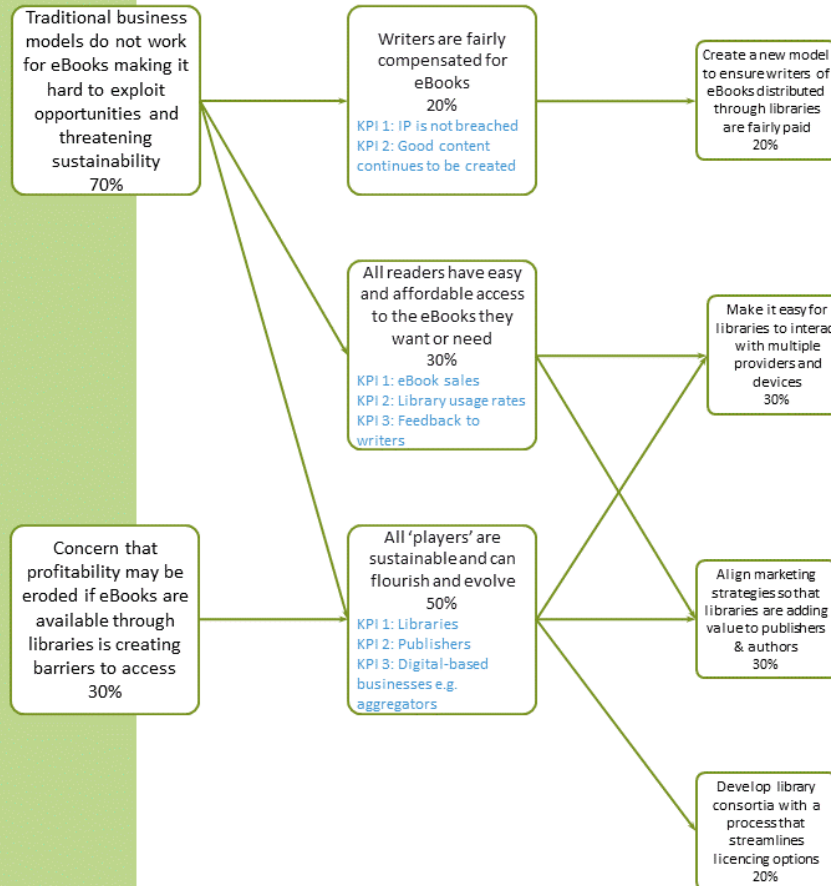 Traditional business
models do not work
for eBooks making it
hard to exploit
opportunities and
threatening
sustainability
70%
Writers are fairly
compensated for
eBooks
20%
KPI 1: IP is not breached
KPI 2: Good content
continues to be created
Create a new model
to ensure writers of
eBooks distributed
through libraries
are fairly paid
20%
All readers have easy
and affordable access
to the eBooks they
want or need
30%
KPI 1: eBook sales
KPI 2: Library usage rates
KPI 3: Feedback to
writers
Make it easy for
libraries to interac
with multiple
providers and
devices
30%
Concern that
profitability may be
eroded if eBooks are
available through
libraries is creating
barriers to access
30%
All ‘players’ are
sustainable and can
flourish and evolve
50%
KPI 1: Libraries
KPI 2: Publishers
KPI 3: Digital-based
businesses e.g.
aggregators
Align marketing
strategies so that
libraries are adding
value to publishers
& authors
30%
Develop library
consortia with a
process that
streamlines
licencing options
20%